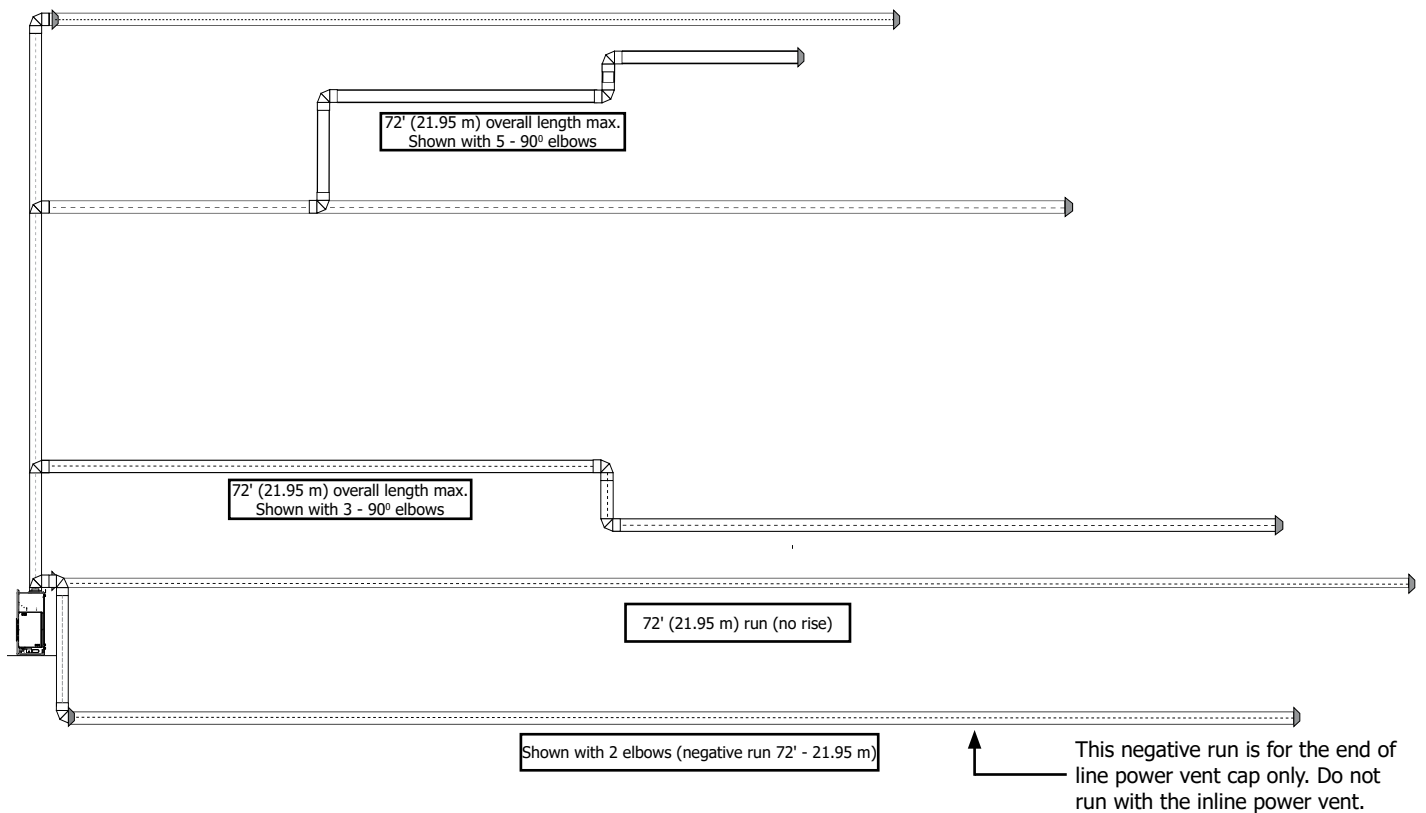 72' (21.95 m) overall length max.
Shown with 5 - 90⁰ elbows
72' (21.95 m) overall length max.
Shown with 3 - 90⁰ elbows
72' (21.95 m) run (no rise)
Shown with 2 elbows (negative run 72' - 21.95 m)
This negative run is for the end of
line power vent cap only. Do not
run with the inline power vent.